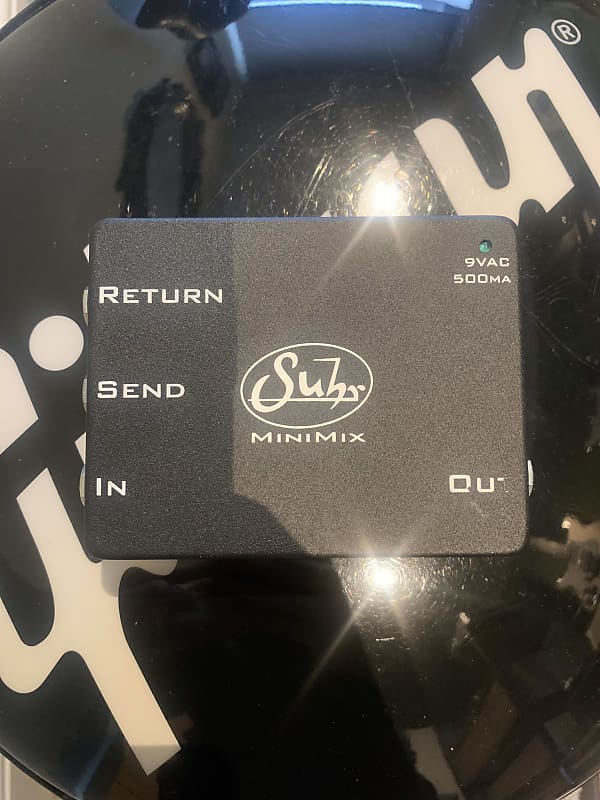 ®
9VAC
500MA
RETURN
SEND
Suhr
MINIMIX
IN
OUT